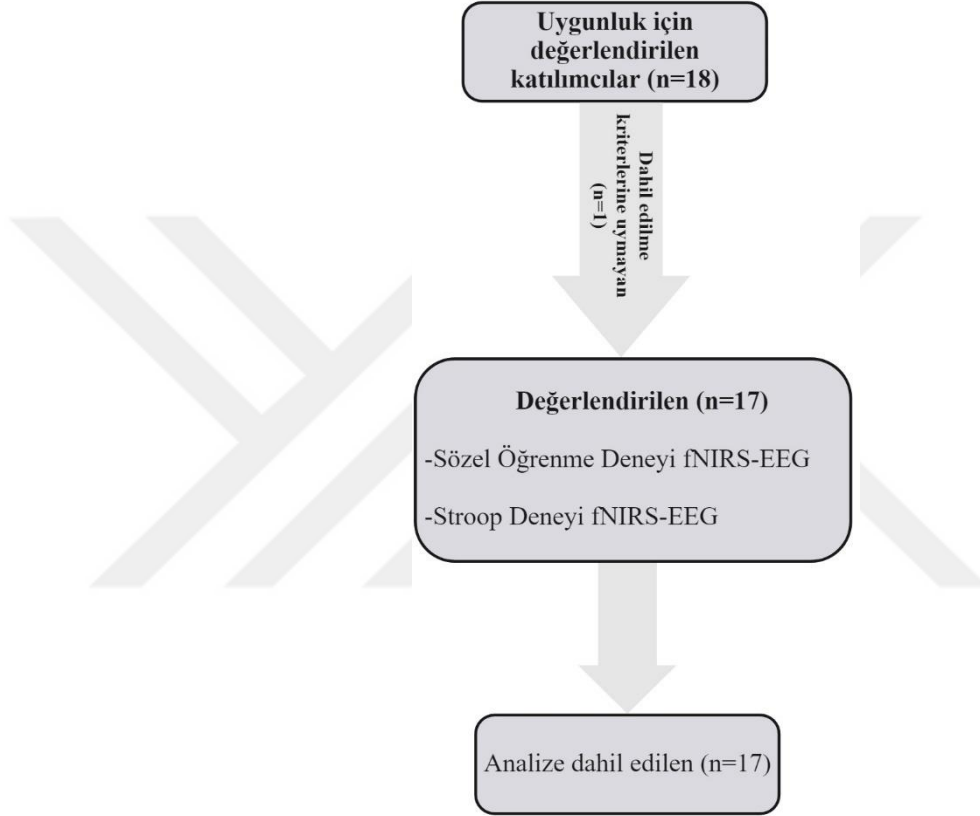 Uygunluk için
değerlendirilen
katılımcılar (n=18)
Dahil edilme
kriterlerine uymayan
(n=1)
Değerlendirilen (n=17)
-Sözel Öğrenme Deneyi fNIRS-EEG
-Stroop Deneyi fNIRS-EEG
Analize dahil edilen (n=17)